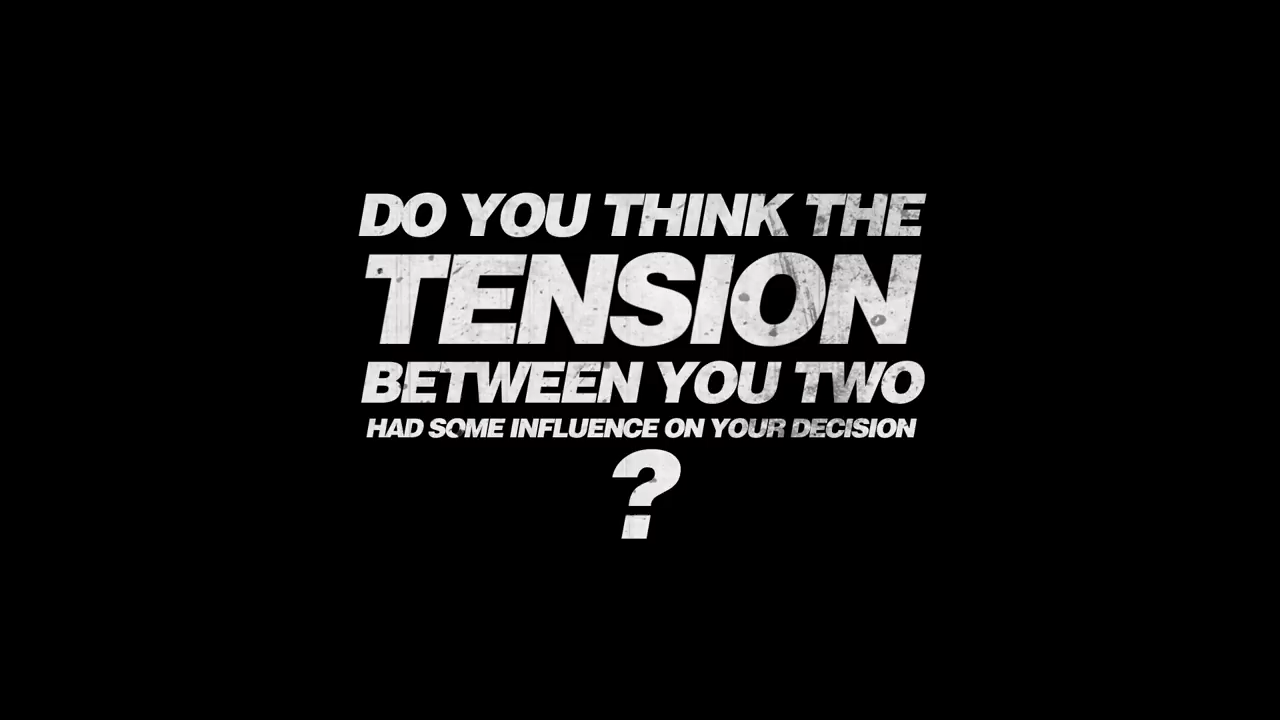 DO YOU THINK THE
TENSION
BETWEEN YOU TWO
HAD SOME INFLUENCE ON YOUR DECISION
?